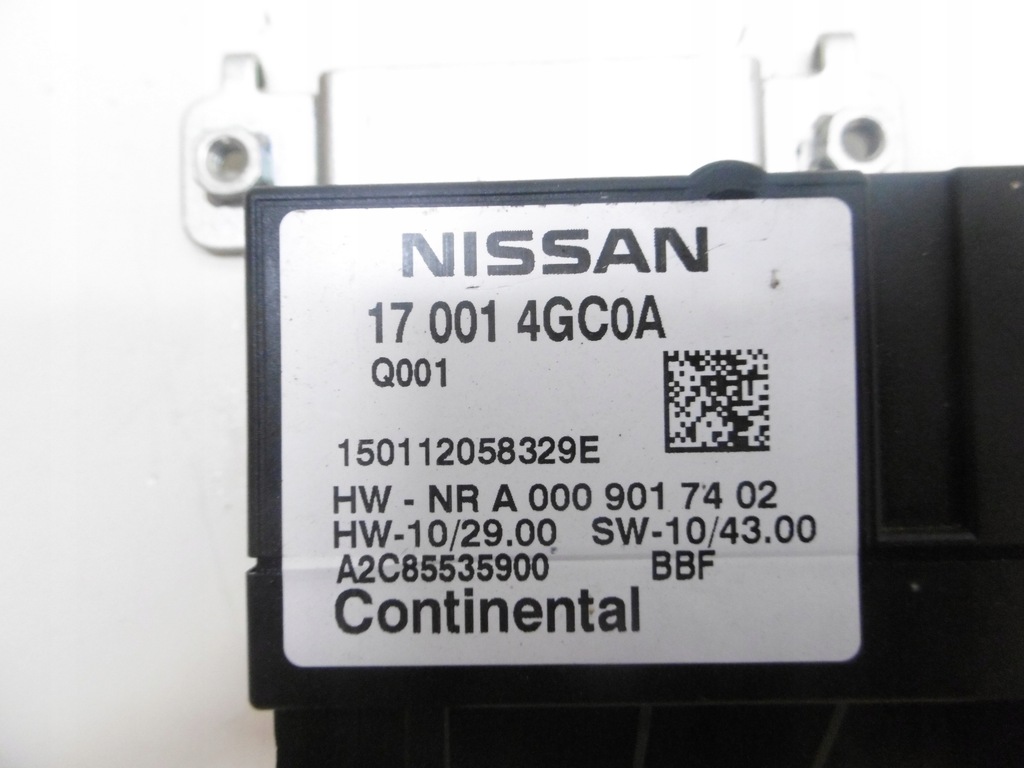 NISSAN
17 001 4GC0A
Q001
150112058329E
HW - NR A 000 901 74 02
HW-10/29.00 SW-10/43.00
A2C85535900 BBF
Continental